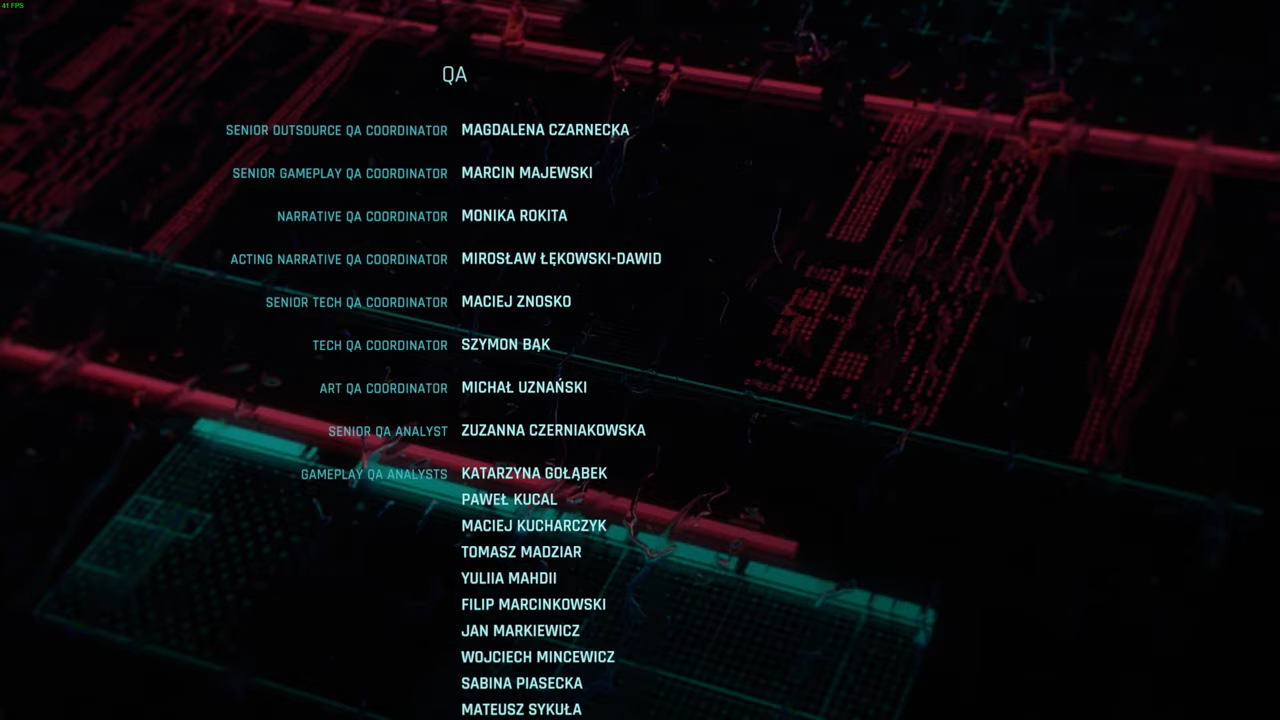 41 FPS
QA
SENIOR OUTSOURCE QA COORDINATOR MAGDALENA CZARNECKA
SENIOR GAMEPLAY QA COORDINATOR MARCIN MAJEWSKI
NARRATIVE QA COORDINATOR MONIKA ROKITA
ACTING NARRATIVE QA COORDINATOR MIROSŁAW ŁĘKOWSKI-DAWID
SENIOR TECH QA COORDINATOR MACIEJ ZNOSKO
TECH QA COORDINATOR SZYMON BĄK
ART QA COORDINATOR MICHAŁ UZNAŃSKI
SENIOR QA ANALYST ZUZANNA CZERNIAKOWSKA
GAMEPLAY QA ANALYSTS KATARZYNA GOŁĄBEK
PAWEŁ KUCAL
MACIEJ KUCHARCZYK
TOMASZ MADZIAR
YULIIA MAHDII
FILIP MARCINKOWSKI
JAN MARKIEWICZ
WOJCIECH MINCEWICZ
SABINA PIASECKA
MATEUSZ SYKUŁA